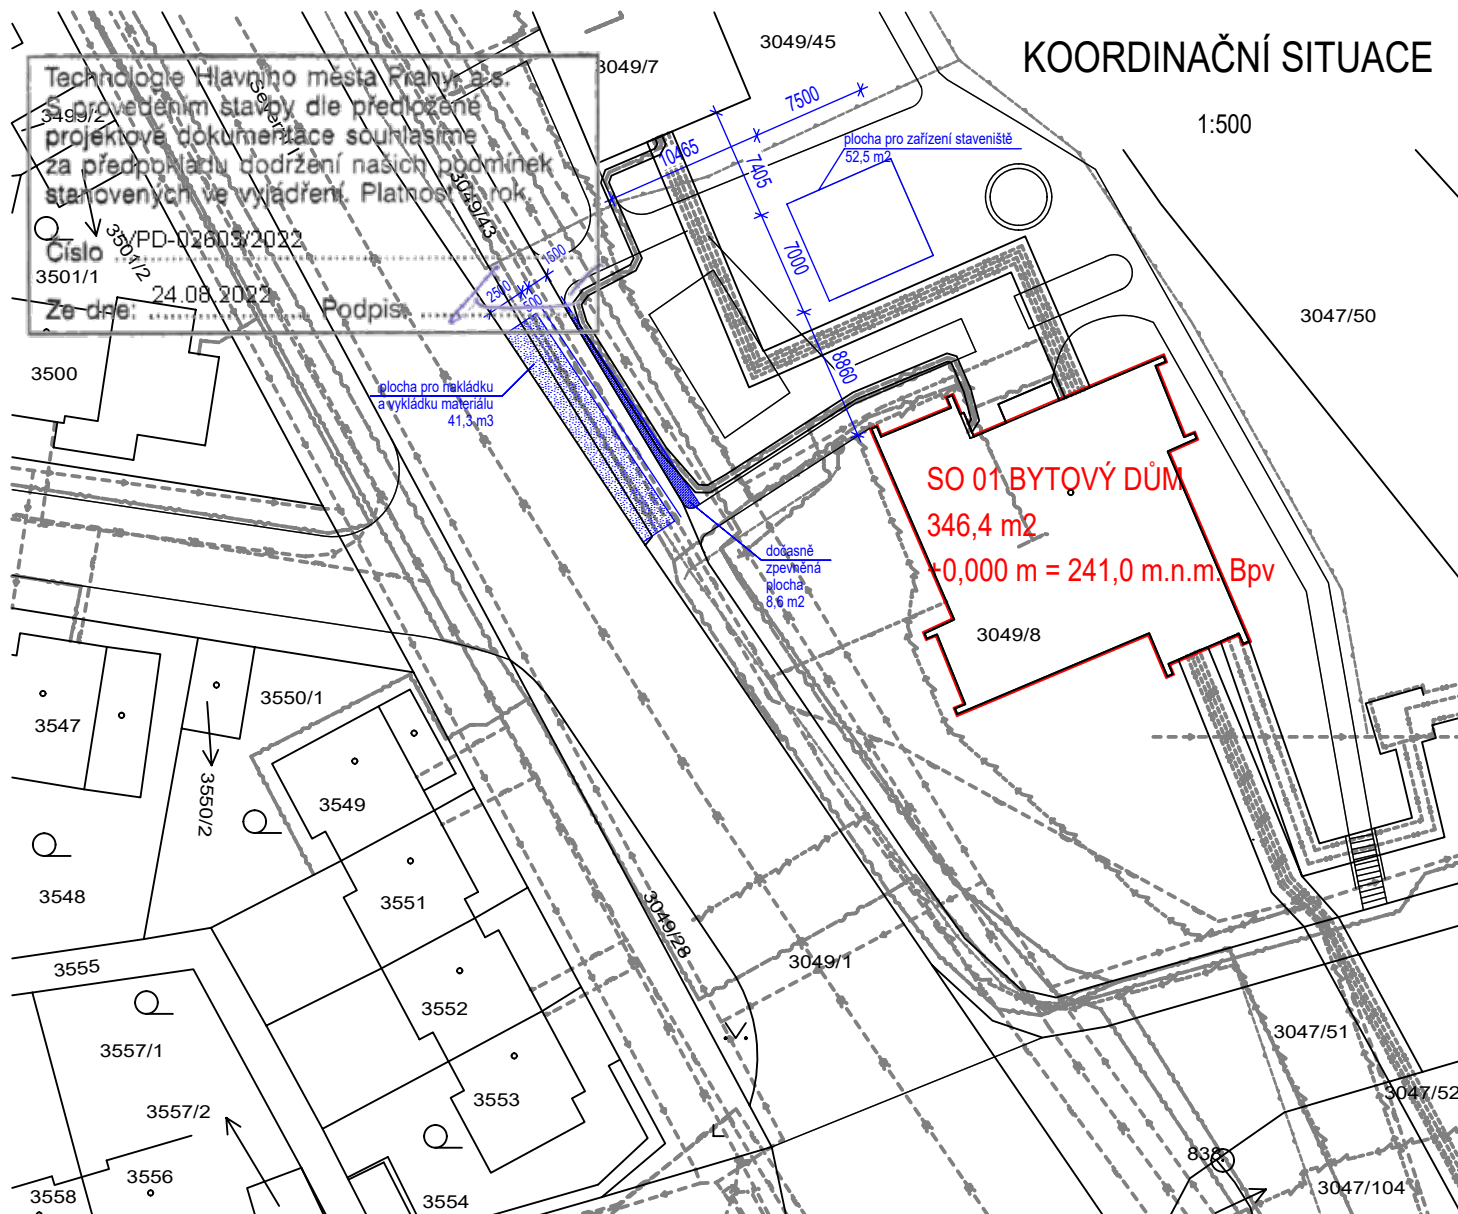 KOORDINAČNÍ SITUACE
1:500
Technologie Hlavního města Prahy, a.s.
S provedením stavby dle předložené
projektové dokumentace souhlasíme
za předpokladu dodržení našich podmínek
stanovených ve vyjádření. Platnost rok.
Číslo VPD-02603/2022
Ze dne: 24.08.2022 Podpis:
3049/45
3049/7
3499/2
3049/43
3501/2
3501/1
3500
3047/50
7500
10465
7405
7000
8860
2500
1500
1500
plocha pro zařízení staveniště
52,5 m2
plocha pro nakládku
a vykládku materiálu
41,3 m3
dočasně
zpevněná
plocha
8,6 m2
SO 01 BYTOVÝ DŮM
346,4 m2
+0,000 m = 241,0 m.n.m. Bpv
3049/8
3547
3550/1
3550/2
3549
3548
3551
3049/28
3049/1
3555
3552
3557/1
3553
3557/2
3556
3558
3554
3047/51
3047/52
838
3047/104